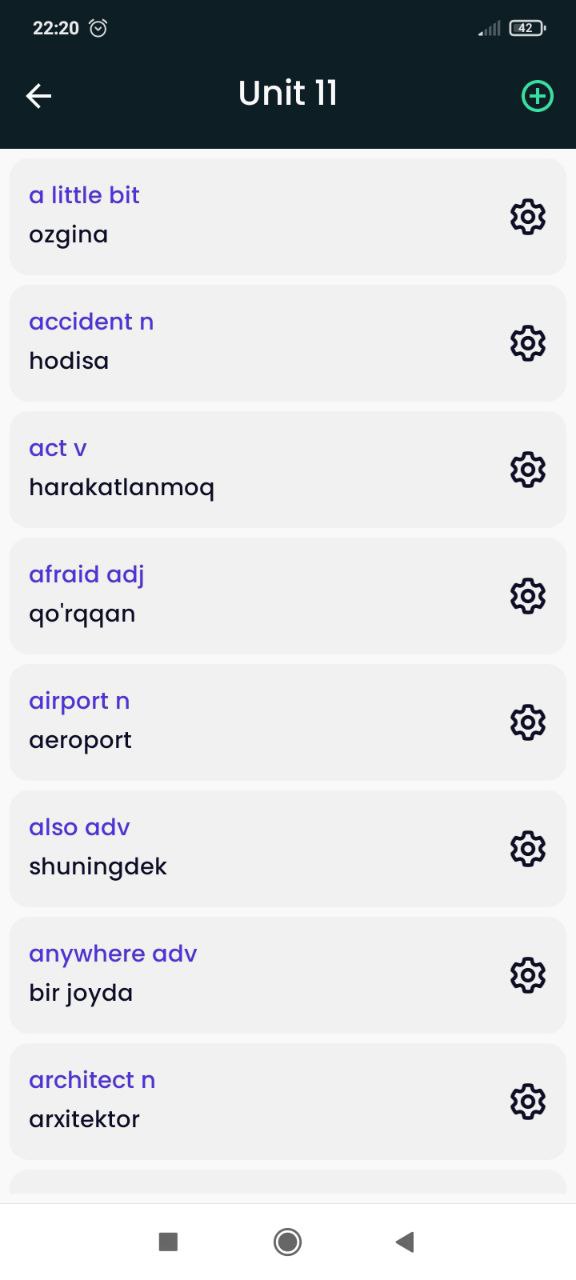 22:20
42
Unit 11
a little bit
ozgina
accident n
hodisa
act v
harakatlanmoq
afraid adj
qo'rqqan
airport n
aeroport
also adv
shuningdek
anywhere adv
bir joyda
architect n
arxitektor